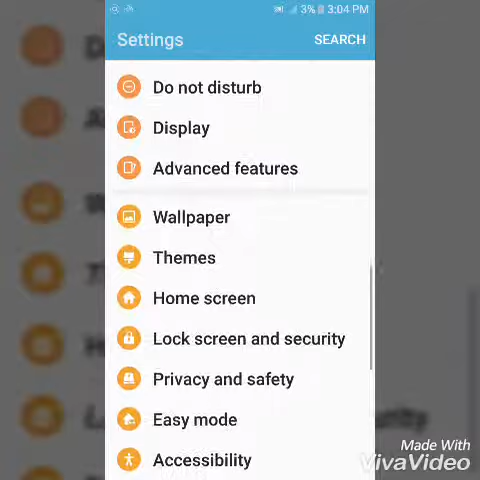 3% 3:04 PM
Settings SEARCH
Do not disturb
Display
Advanced features
Wallpaper
Themes
Home screen
Lock screen and security
Privacy and safety
Easy mode
Accessibility
Made With
VivaVideo